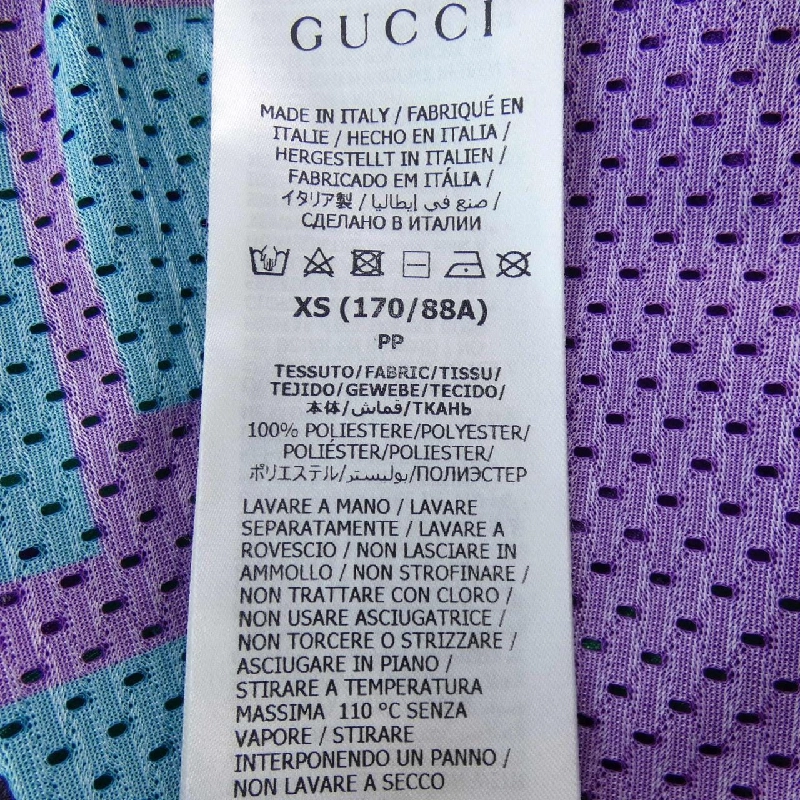 GUCCI
MADE IN ITALY / FABRIQUÉ EN
ITALIE / HECHO EN ITALIA /
HERGESTELLT IN ITALIEN /
FABRICADO EM ITÁLIA /
イタリア製 / صنع في إيطاليا /
СДЕЛАНО В ИТАЛИИ
XS (170/88A)
PP
TESSUTO/FABRIC/TISSU/
TEJIDO/GEWEBE/TECIDO/
本体/قماش/ТКАНЬ
100% POLIESTERE/POLYESTER/
POLIÉSTER/POLIESTER/
ポリエステル/بوليستر/ПОЛИЭСТЕР
LAVARE A MANO / LAVARE
SEPARATAMENTE / LAVARE A
ROVESCIO / NON LASCIARE IN
AMMOLLO / NON STROFINARE /
NON TRATTARE CON CLORO /
NON USARE ASCIUGATRICE /
NON TORCERE O STRIZZARE /
ASCIUGARE IN PIANO /
STIRARE A TEMPERATURA
MASSIMA 110 °C SENZA
VAPORE / STIRARE
INTERPONENDO UN PANNO /
NON LAVARE A SECCO